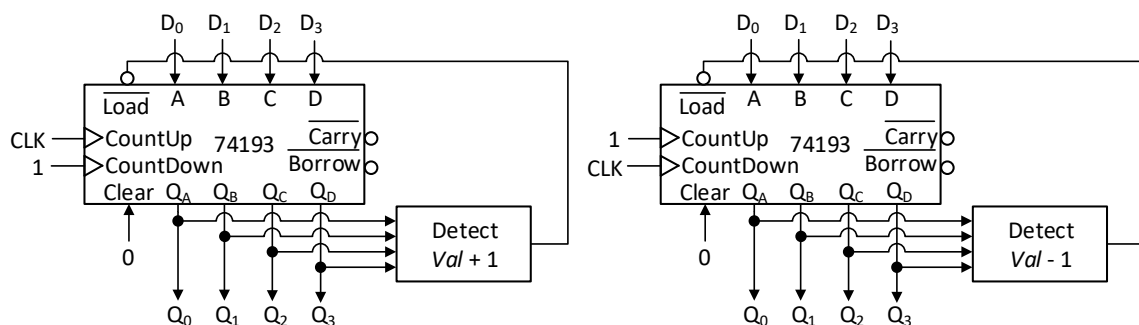 D0 D1 D2 D3
Load A B C D
CLK CountUp 74193 Carry
1 CountDown Borrow
Clear QA QB QC QD
0
Detect
Val + 1
Q0 Q1 Q2 Q3
D0 D1 D2 D3
Load A B C D
1 CountUp 74193 Carry
CLK CountDown Borrow
Clear QA QB QC QD
0
Detect
Val - 1
Q0 Q1 Q2 Q3